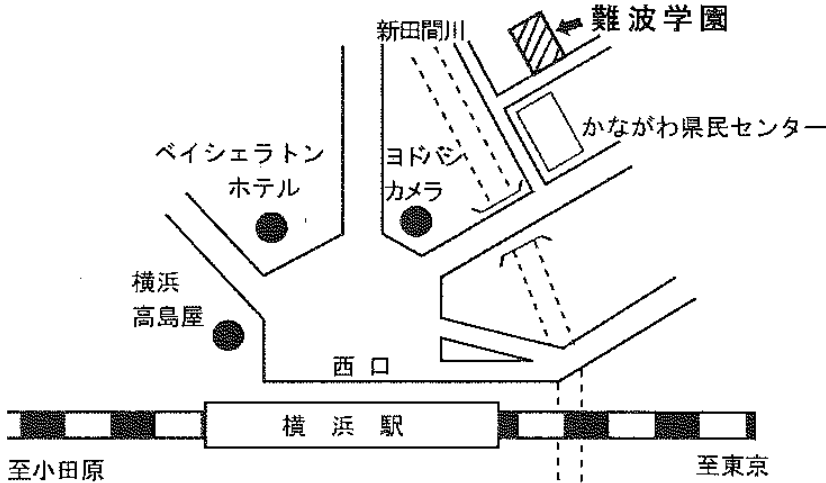 難波学園
新田間川
かながわ県民センター
ベイシェラトン
ホテル
ヨドバシ
カメラ
横浜
高島屋
西口
横浜駅
至小田原
至東京